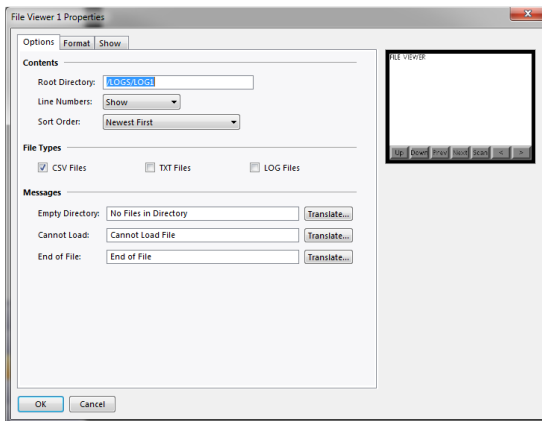 File Viewer 1 Properties
Options Format Show
Contents
Root Directory: /LOGS/LOG1
Line Numbers: Show
Sort Order: Newest First
File Types
CSV Files TXT Files LOG Files
Messages
Empty Directory: No Files in Directory Translate...
Cannot Load: Cannot Load File Translate...
End of File: End of File Translate...
OK Cancel
FILE VIEWER
Up Down Prev Next Scan < >